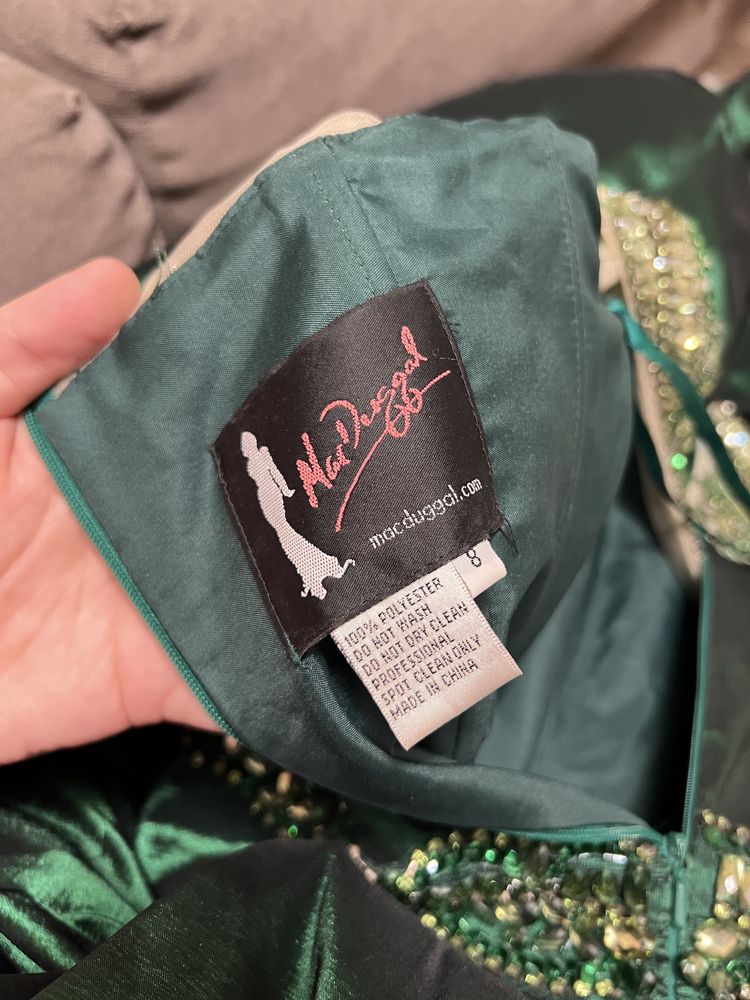 Mac Duggal
macduggal.com
8
100% POLYESTER
DO NOT WASH
DO NOT DRY CLEAN
PROFESSIONAL
SPOT CLEAN ONLY
MADE IN CHINA